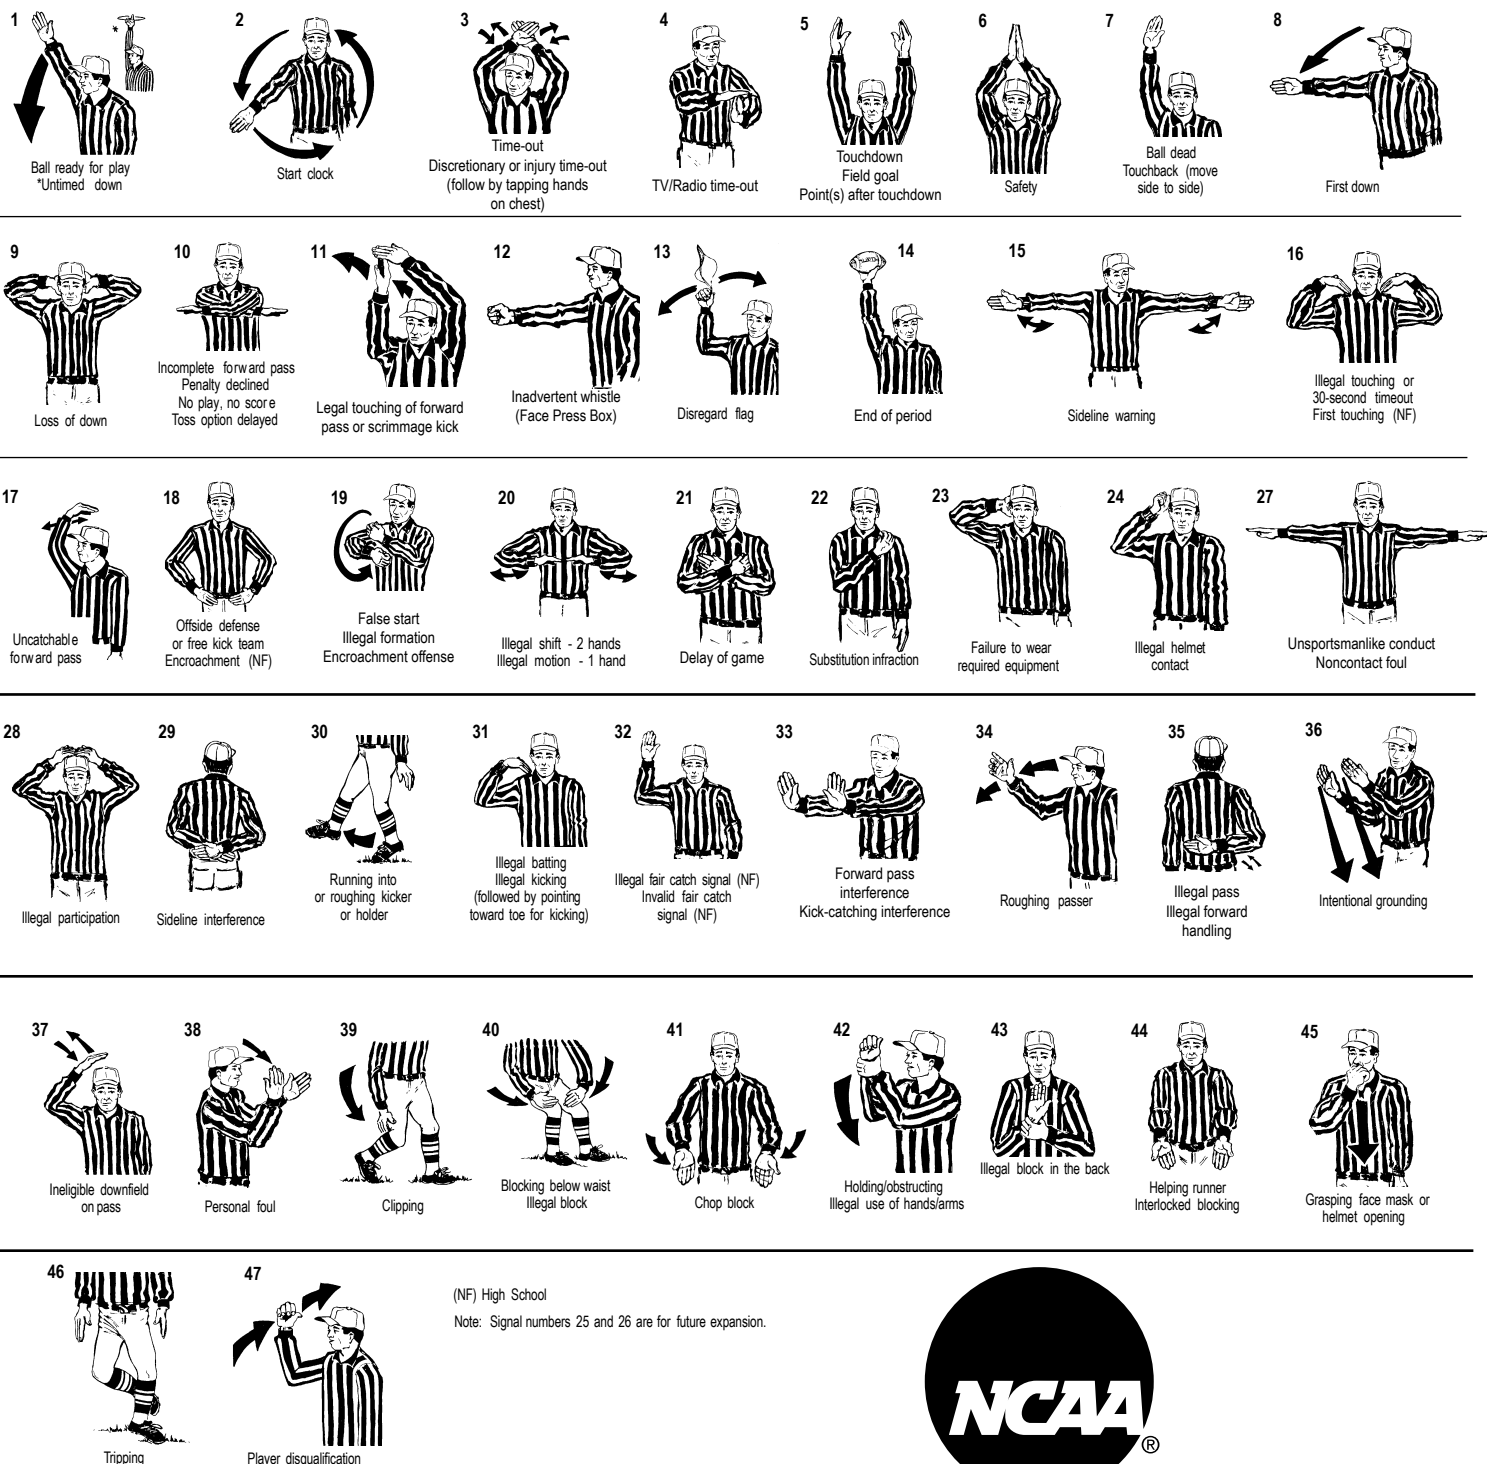 1
*
Ball ready for play
*Untimed down
2
Start clock
3
Time-out
Discretionary or injury time-out
(follow by tapping hands
on chest)
4
TV/Radio time-out
5
Touchdown
Field goal
Point(s) after touchdown
6
Safety
7
Ball dead
Touchback (move
side to side)
8
First down
9
Loss of down
10
Incomplete forward pass
Penalty declined
No play, no score
Toss option delayed
11
Legal touching of forward
pass or scrimmage kick
12
Inadvertent whistle
(Face Press Box)
13
Disregard flag
14
End of period
15
Sideline warning
16
Illegal touching or
30-second timeout
First touching (NF)
17
Uncatchable
forward pass
18
Offside defense
or free kick team
Encroachment (NF)
19
False start
Illegal formation
Encroachment offense
20
Illegal shift - 2 hands
Illegal motion - 1 hand
21
Delay of game
22
Substitution infraction
23
Failure to wear
required equipment
24
Illegal helmet
contact
27
Unsportsmanlike conduct
Noncontact foul
28
Illegal participation
29
Sideline interference
30
Running into
or roughing kicker
or holder
31
Illegal batting
Illegal kicking
(followed by pointing
toward toe for kicking)
32
Illegal fair catch signal (NF)
Invalid fair catch
signal (NF)
33
Forward pass
interference
Kick-catching interference
34
Roughing passer
35
Illegal pass
Illegal forward
handling
36
Intentional grounding
37
Ineligible downfield
on pass
38
Personal foul
39
Clipping
40
Blocking below waist
Illegal block
41
Chop block
42
Holding/obstructing
Illegal use of hands/arms
43
Illegal block in the back
44
Helping runner
Interlocked blocking
45
Grasping face mask or
helmet opening
46
Tripping
47
Player disqualification
(NF) High School
Note: Signal numbers 25 and 26 are for future expansion.
NCAA
®